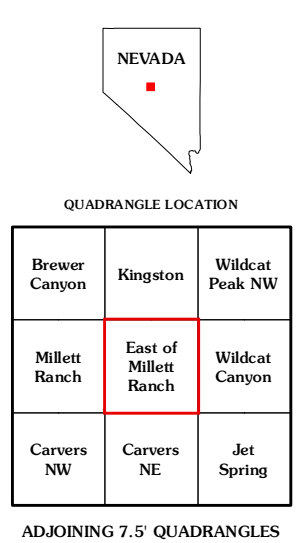 NEVADA
QUADRANGLE LOCATION
Brewer
Canyon
Kingston
Wildcat
Peak NW
Millett
Ranch
East of
Millett
Ranch
Wildcat
Canyon
Carvers
NW
Carvers
NE
Jet
Spring
ADJOINING 7.5' QUADRANGLES